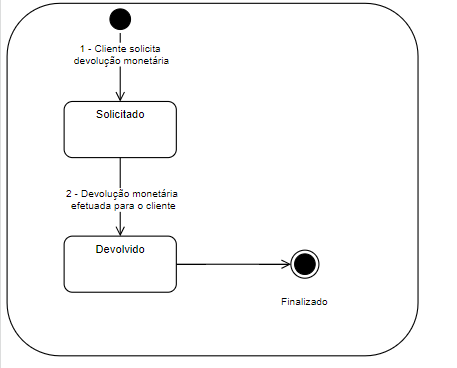 1 - Cliente solicita
devolução monetária
Solicitado
2 - Devolução monetária
efetuada para o cliente
Devolvido
Finalizado